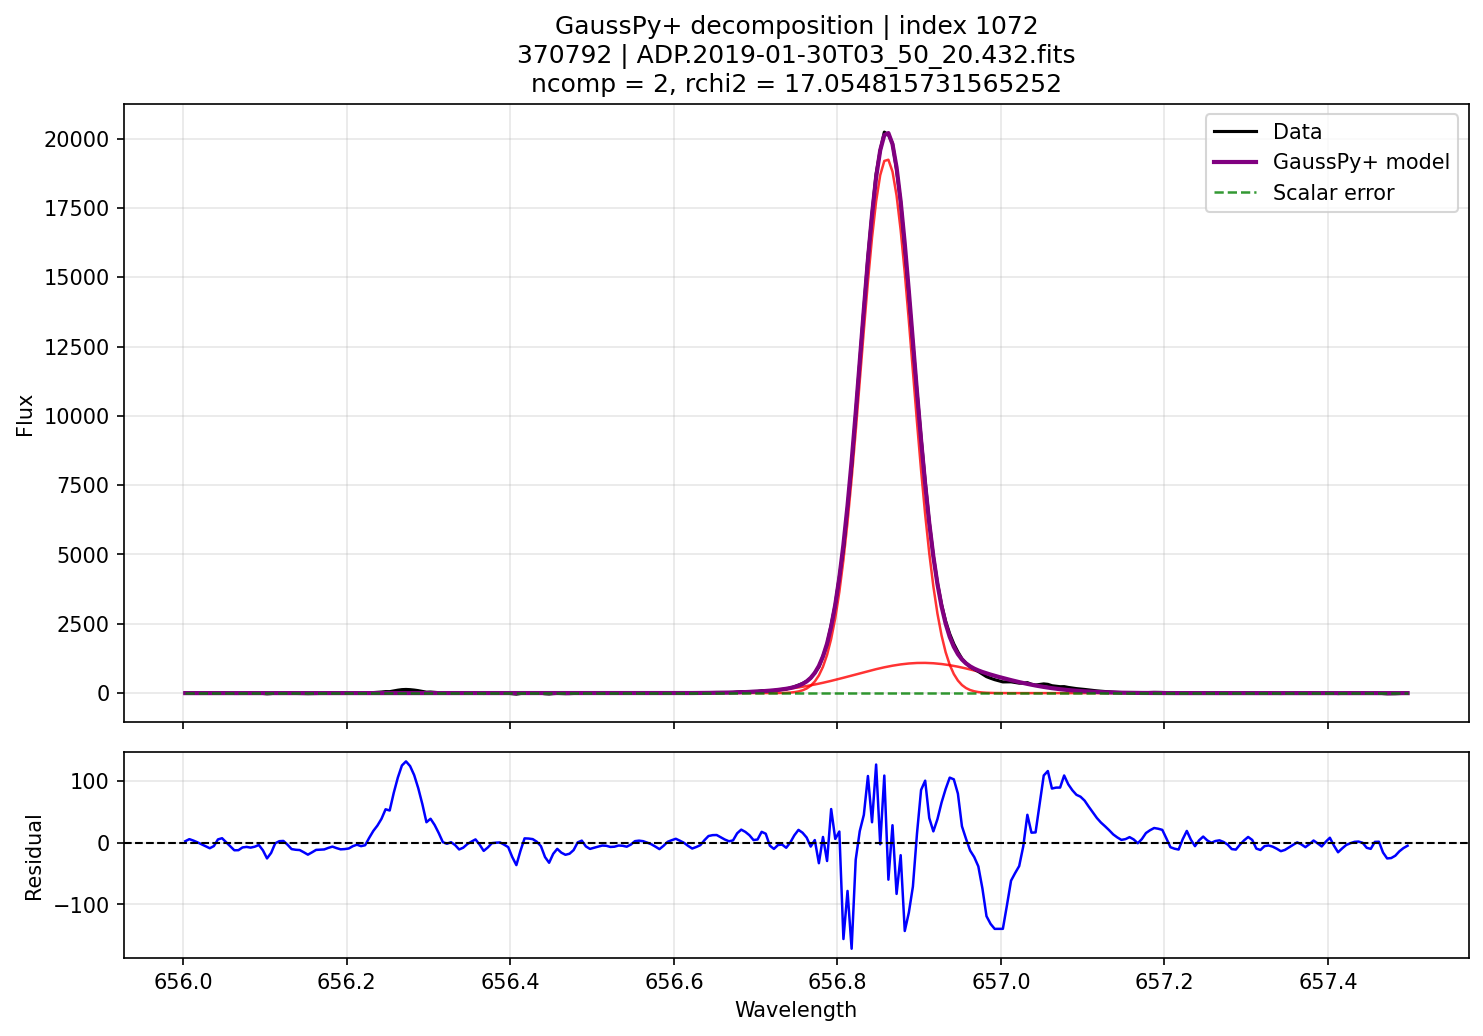 GaussPy+ decomposition | index 1072
370792 | ADP.2019-01-30T03_50_20.432.fits
ncomp = 2, rchi2 = 17.054815731565252
Data
GaussPy+ model
Scalar error
Flux
20000
17500
15000
12500
10000
7500
5000
2500
0
Residual
100
0
−100
656.0
656.2
656.4
656.6
656.8
657.0
657.2
657.4
Wavelength